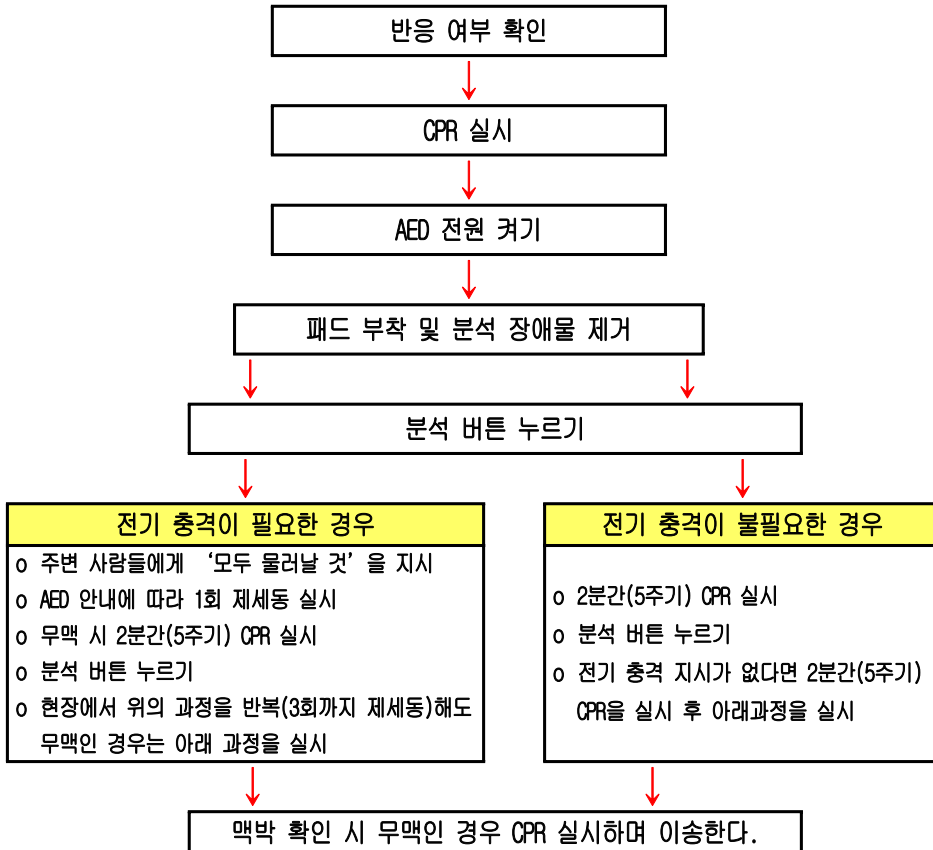 반응 여부 확인
CPR 실시
AED 전원 켜기
패드 부착 및 분석 장애물 제거
분석 버튼 누르기
전기 충격이 필요한 경우
o 주변 사람들에게 ‘모두 물러날 것’을 지시
o AED 안내에 따라 1회 제세동 실시
o 무맥 시 2분간(5주기) CPR 실시
o 분석 버튼 누르기
o 현장에서 위의 과정을 반복(3회까지 제세동)해도
무맥인 경우는 아래 과정을 실시
전기 충격이 불필요한 경우
o 2분간(5주기) CPR 실시
o 분석 버튼 누르기
o 전기 충격 지시가 없다면 2분간(5주기)
CPR을 실시 후 아래과정을 실시
맥박 확인 시 무맥인 경우 CPR 실시하며 이송한다.